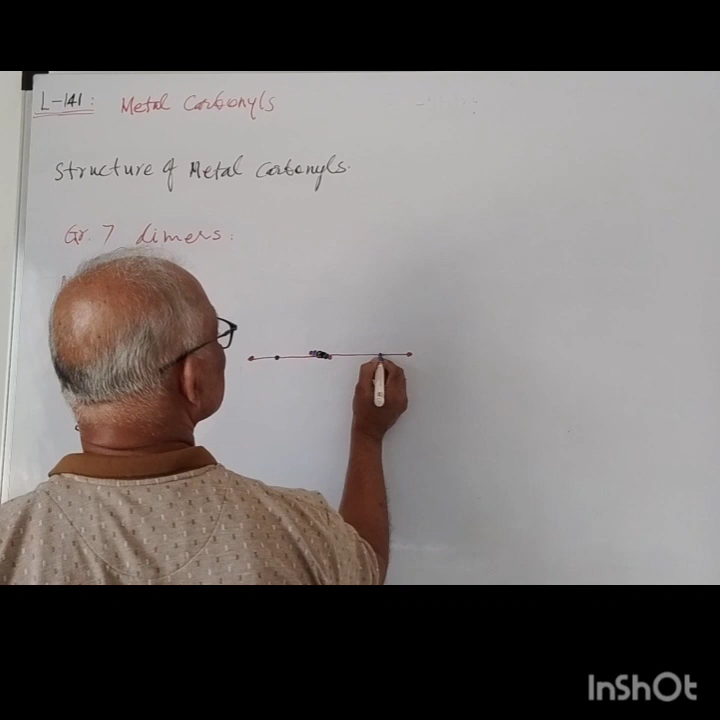 L-141: Metal Carbonyls
Structure of Metal Carbonyls.
Gr. 7 dimers:
InShOt